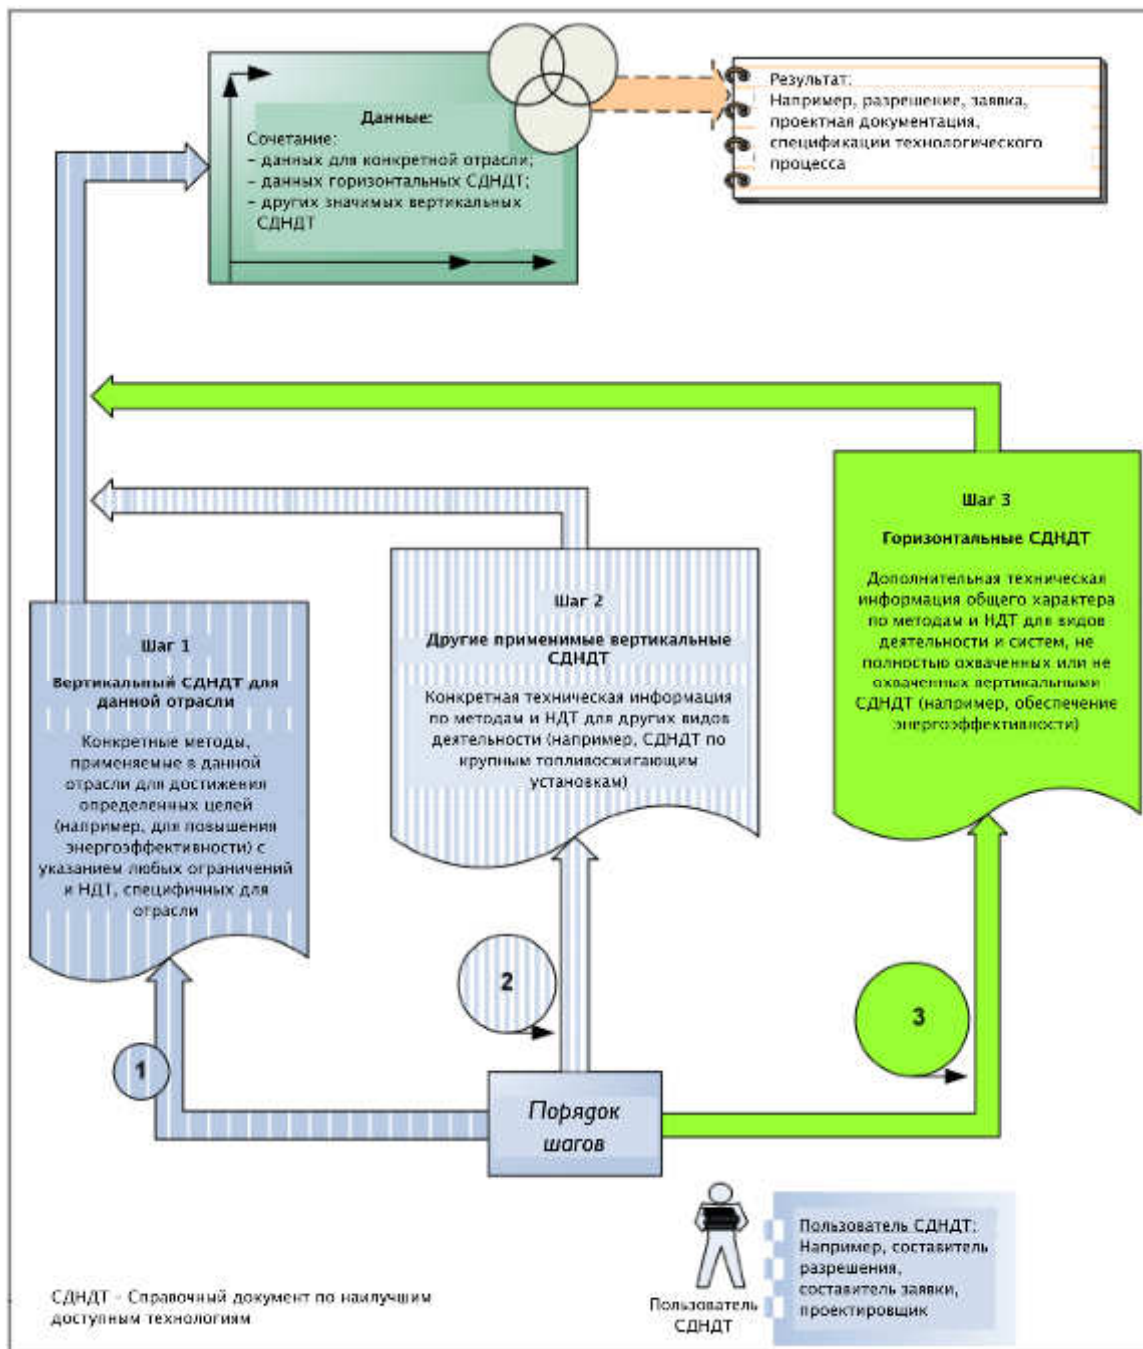 Данные:
Сочетание:
– данных для конкретной отрасли;
– данных горизонтальных СДНДТ;
– других значимых вертикальных
СДНДТ
Результат:
Например, разрешение, заявка,
проектная документация,
спецификации технологического
процесса
Шаг 1
Вертикальный СДНДТ для
данной отрасли
Конкретные методы,
применяемые в данной
отрасли для достижения
определенных целей
(например, для повышения
энергоэффективности) с
указанием любых ограничений
и НДТ, специфичных для
отрасли
Шаг 2
Другие применимые вертикальные
СДНДТ
Конкретная техническая информация
по методам и НДТ для других видов
деятельности (например, СДНДТ по
крупным топливосжигающим
установкам)
Шаг 3
Горизонтальные СДНДТ
Дополнительная техническая
информация общего характера
по методам и НДТ для видов
деятельности и систем, не
полностью охваченных или не
охваченных вертикальными
СДНДТ (например, обеспечение
энергоэффективности)
1
2
3
Порядок
шагов
Пользователь
СДНДТ
Пользователь СДНДТ:
Например, составитель
разрешения,
составитель заявки,
проектировщик
СДНДТ – Справочный документ по наилучшим
доступным технологиям